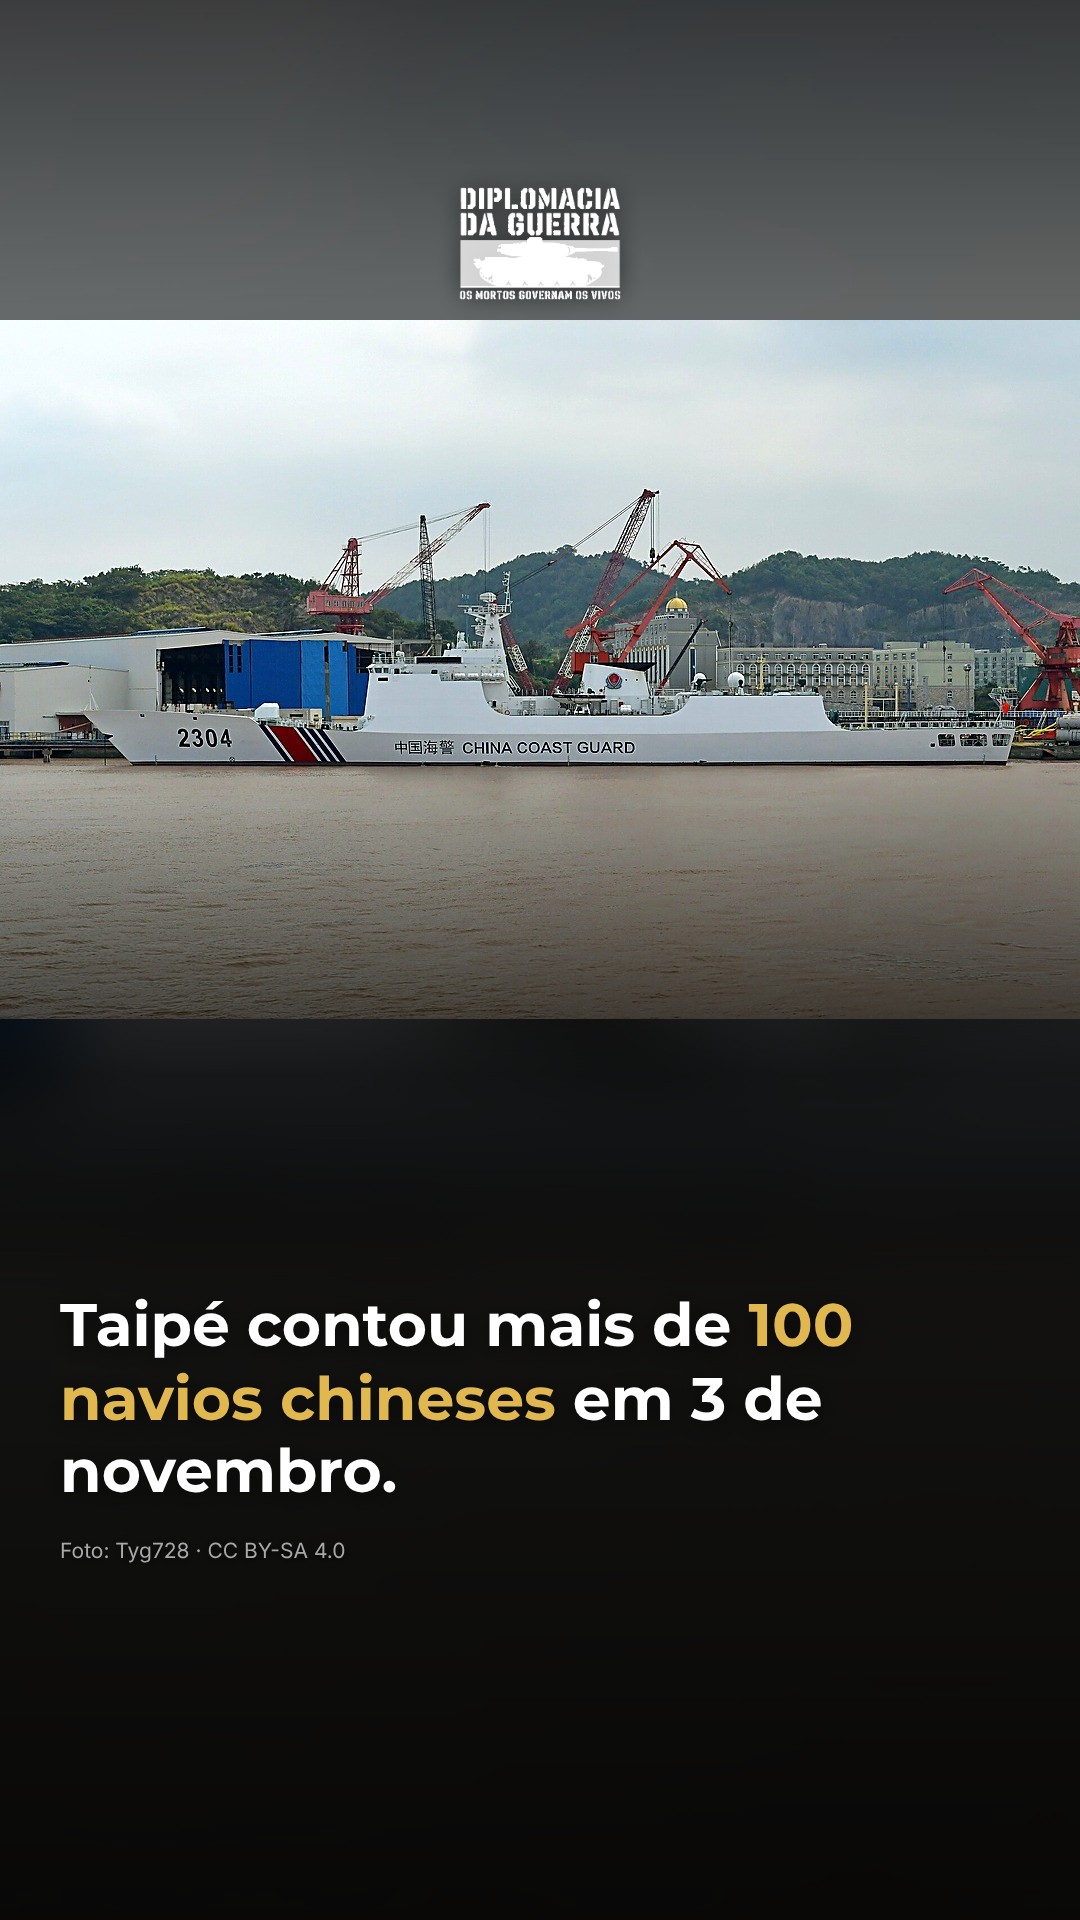 DIPLOMACIA
DA GUERRA
OS MORTOS GOVERNAM OS VIVOS
2304
中国海警 CHINA COAST GUARD
Taipé contou mais de 100
navios chineses em 3 de
novembro.
Foto: Tyg728 · CC BY-SA 4.0